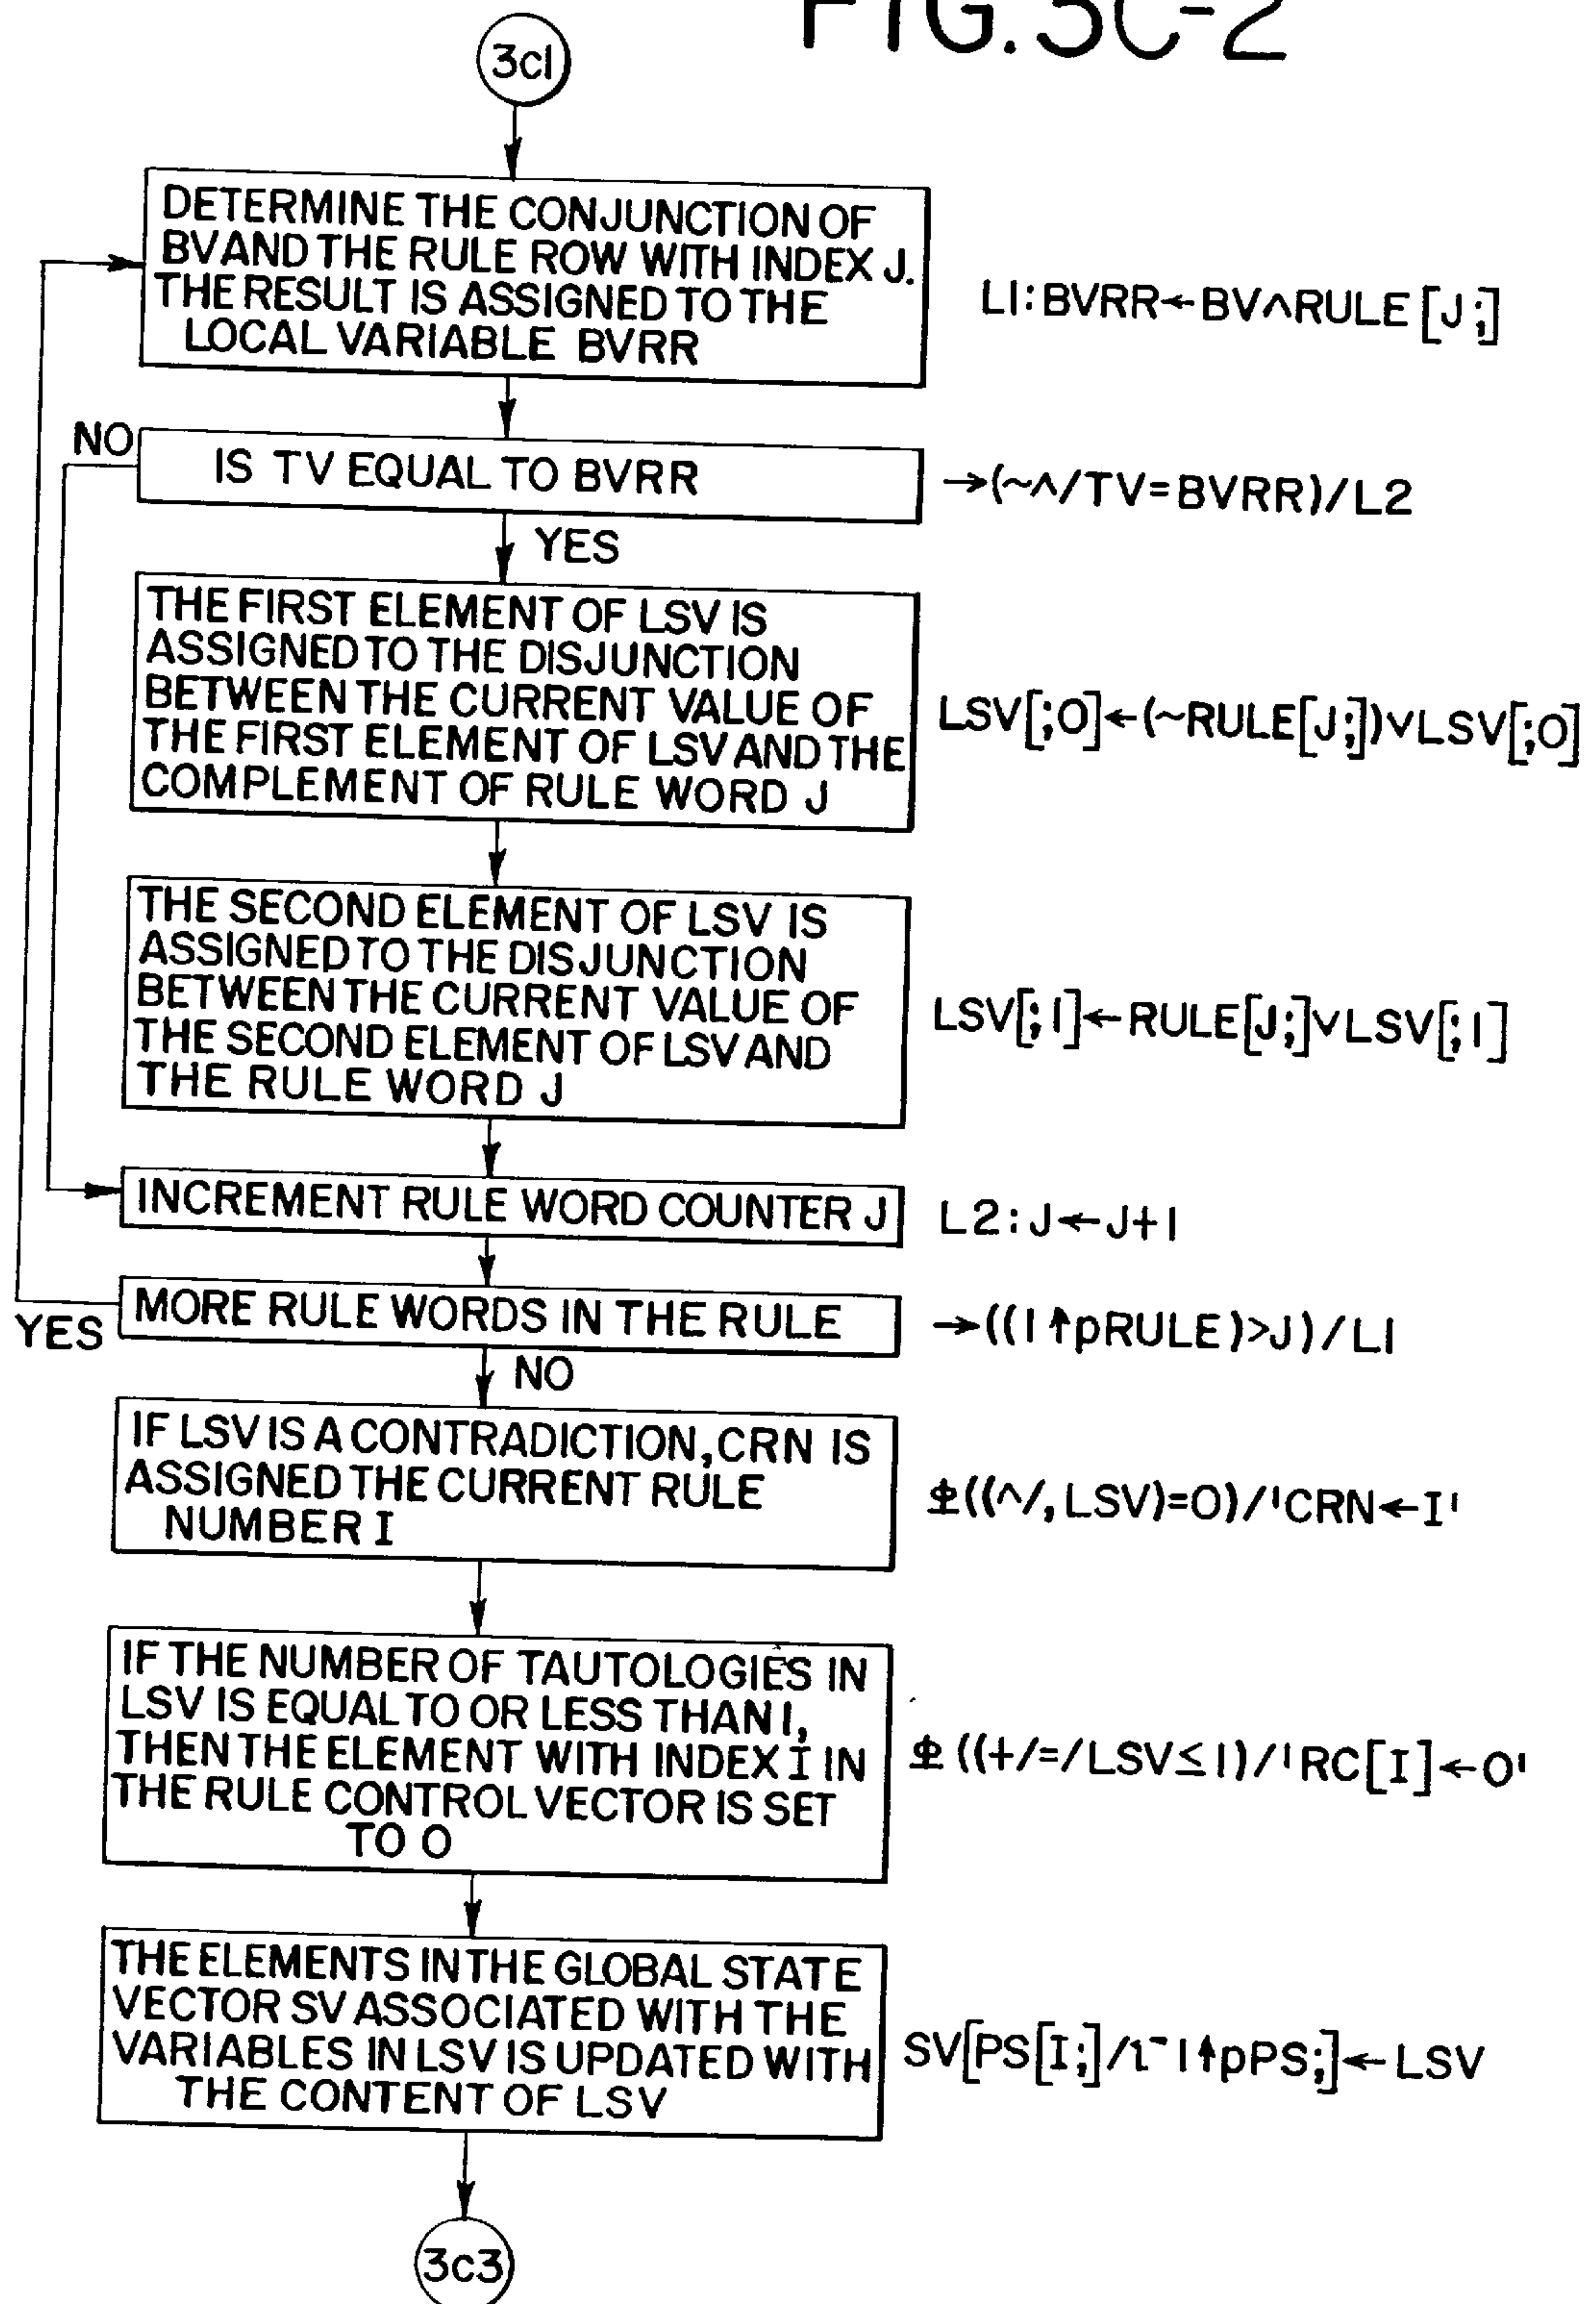 FIG. 3C-2
3c1
DETERMINE THE CONJUNCTION OF
BV AND THE RULE ROW WITH INDEX J.
THE RESULT IS ASSIGNED TO THE
LOCAL VARIABLE BVRR
L1: BVRR←BV∧RULE[J;]
NO
IS TV EQUAL TO BVRR
→(~∧/TV=BVRR)/L2
YES
THE FIRST ELEMENT OF LSV IS
ASSIGNED TO THE DISJUNCTION
BETWEEN THE CURRENT VALUE OF
THE FIRST ELEMENT OF LSV AND THE
COMPLEMENT OF RULE WORD J
LSV[;0]←(~RULE[J;])∨LSV[;0]
THE SECOND ELEMENT OF LSV IS
ASSIGNED TO THE DISJUNCTION
BETWEEN THE CURRENT VALUE OF
THE SECOND ELEMENT OF LSV AND
THE RULE WORD J
LSV[;1]←RULE[J;]∨LSV[;1]
INCREMENT RULE WORD COUNTER J
L2: J←J+1
MORE RULE WORDS IN THE RULE
→((1↑ρRULE)>J)/L1
YES
NO
IF LSV IS A CONTRADICTION, CRN IS
ASSIGNED THE CURRENT RULE
NUMBER I
⍎((^/,LSV)=0)/'CRN←I'
IF THE NUMBER OF TAUTOLOGIES IN
LSV IS EQUAL TO OR LESS THAN 1,
THEN THE ELEMENT WITH INDEX I IN
THE RULE CONTROL VECTOR IS SET
TO 0
⍎((+/=/LSV≤1)/'RC[I]←0'
THE ELEMENTS IN THE GLOBAL STATE
VECTOR SV ASSOCIATED WITH THE
VARIABLES IN LSV IS UPDATED WITH
THE CONTENT OF LSV
SV[PS[I;]/⍳¯1↑ρPS;]←LSV
3c3